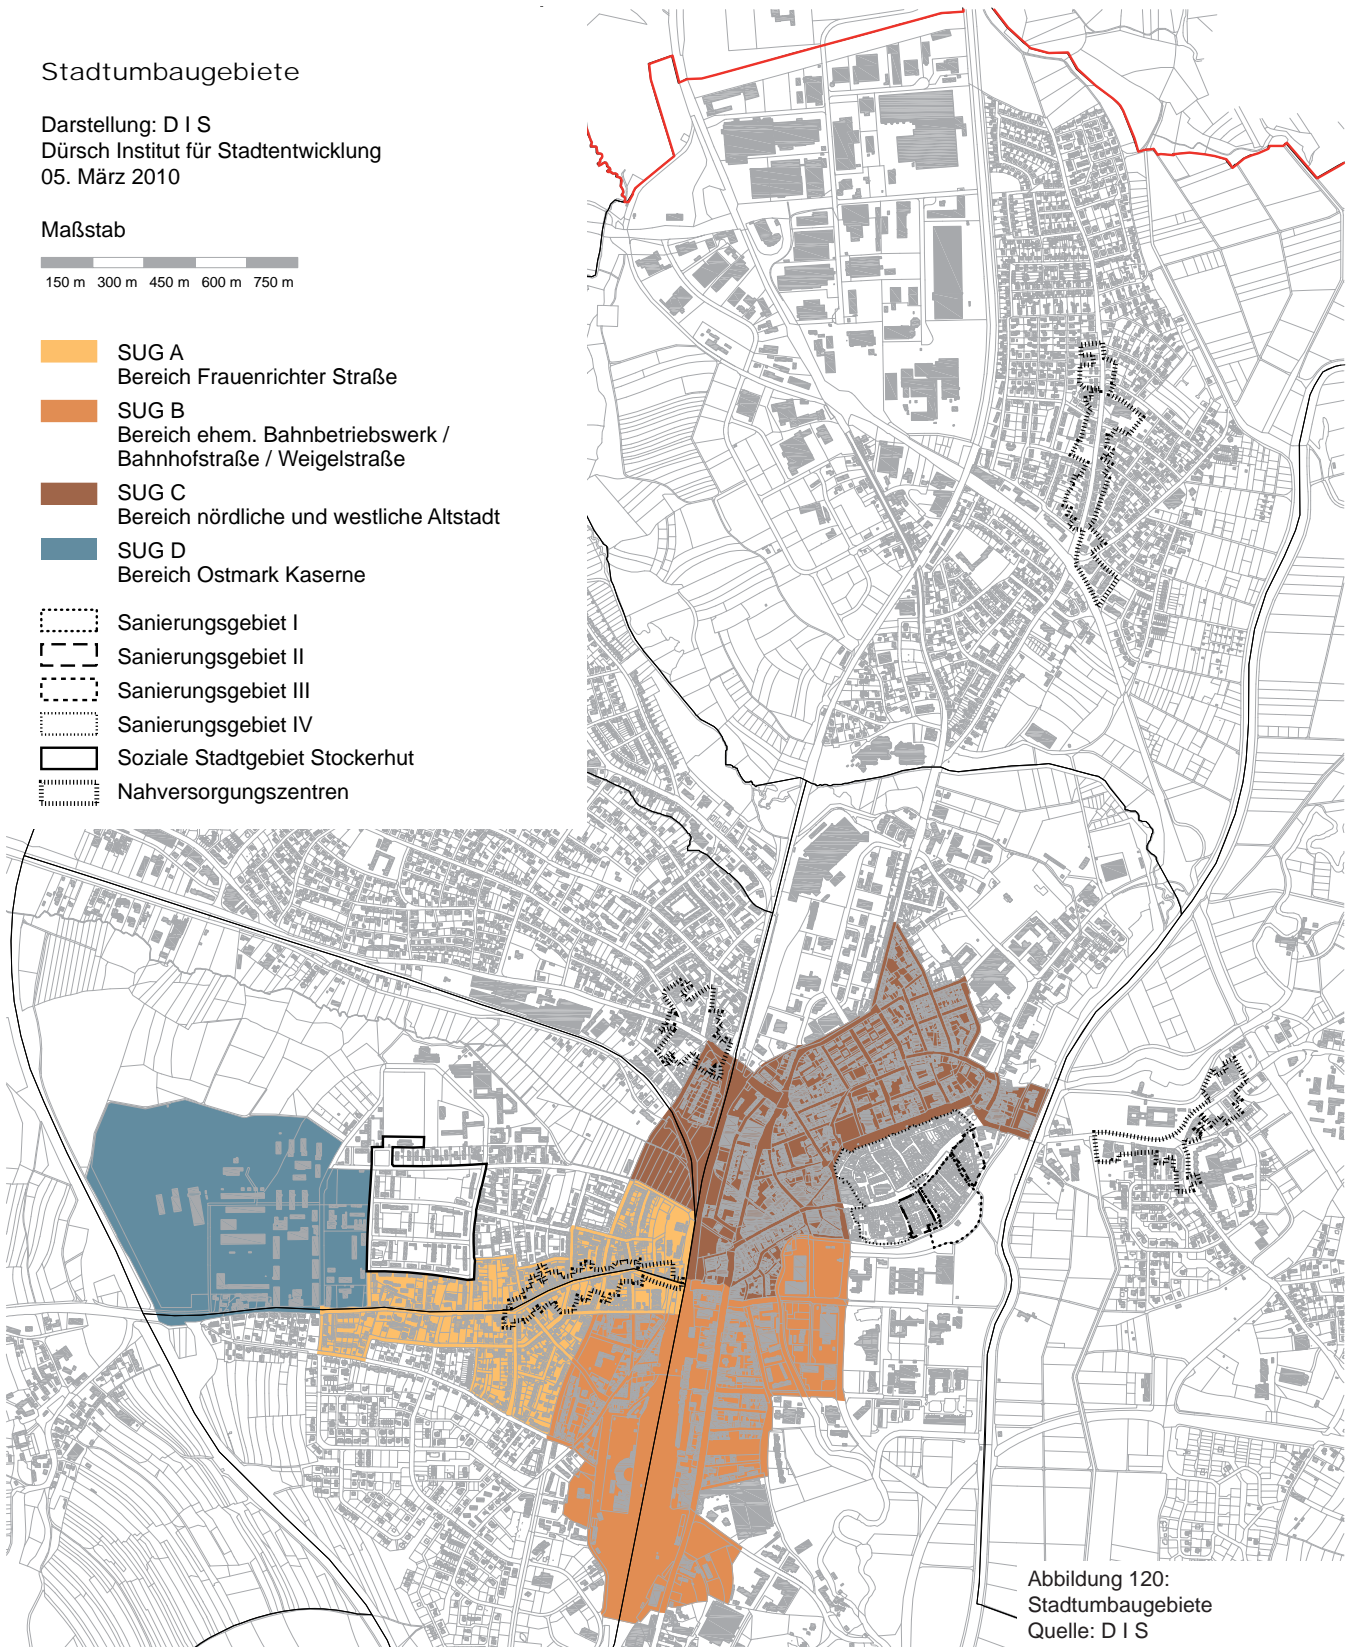 Stadtumbaugebiete
Darstellung: D I S
Dürsch Institut für Stadtentwicklung
05. März 2010
Maßstab
150 m 300 m 450 m 600 m 750 m
SUG A
Bereich Frauenrichter Straße
SUG B
Bereich ehem. Bahnbetriebswerk /
Bahnhofstraße / Weigelstraße
SUG C
Bereich nördliche und westliche Altstadt
SUG D
Bereich Ostmark Kaserne
Sanierungsgebiet I
Sanierungsgebiet II
Sanierungsgebiet III
Sanierungsgebiet IV
Soziale Stadtgebiet Stockerhut
Nahversorgungszentren
Abbildung 120:
Stadtumbaugebiete
Quelle: D I S